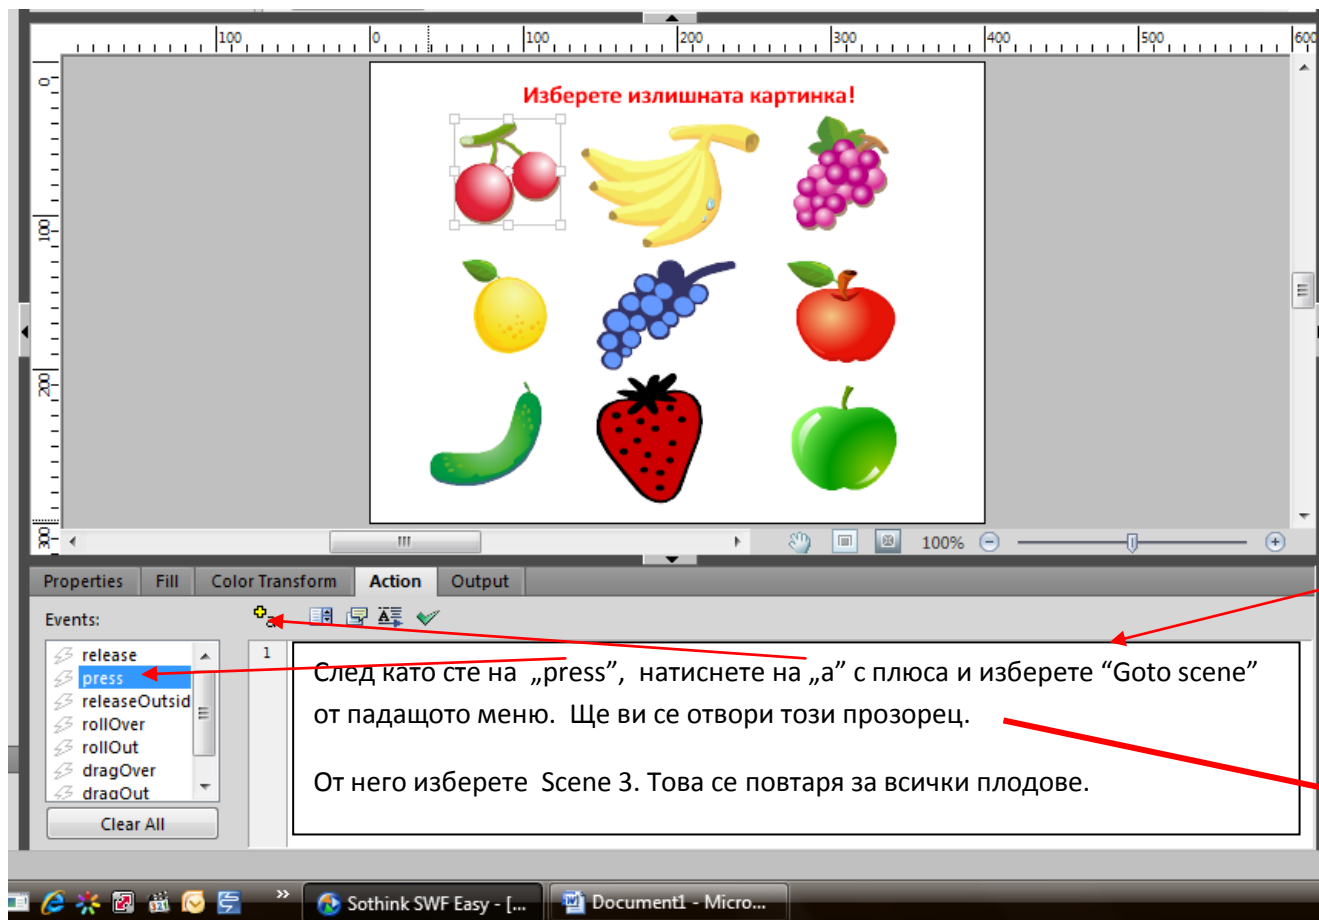 100 0 100 200 300 400 500 600
0
100
200
300
Изберете излишната картинка!
100%
Properties Fill Color Transform Action Output
Events:
a
release
press
releaseOutsid
rollOver
rollOut
dragOver
dragOut
Clear All
1
След като сте на „press”, натиснете на „a” с плюса и изберете “Goto scene”
от падащото меню. Ще ви се отвори този прозорец.
От него изберете Scene 3. Това се повтаря за всички плодове.
» Sothink SWF Easy - [... Document1 - Micro...